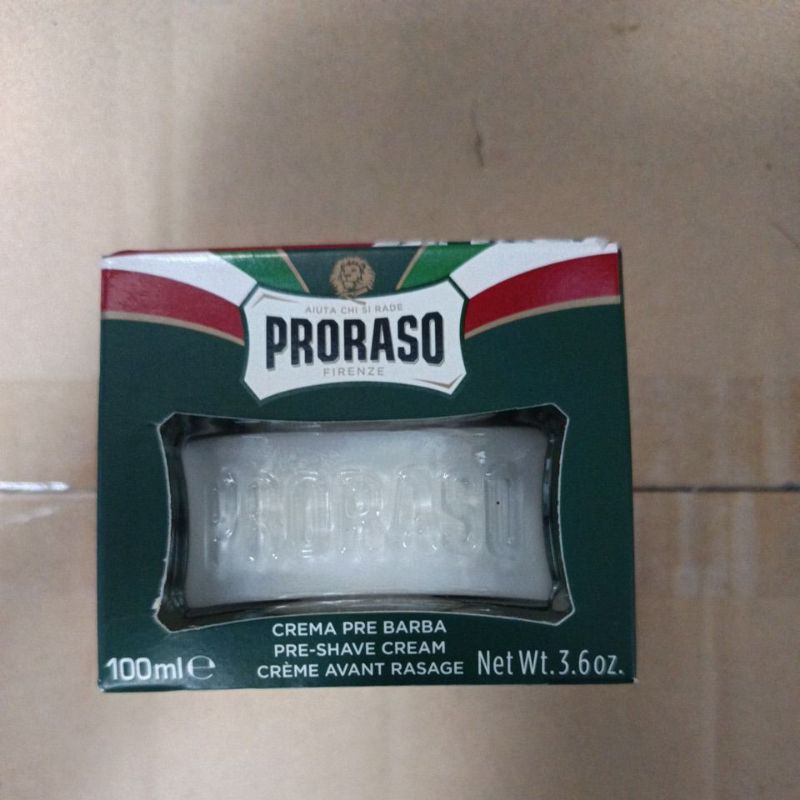 AIUTA CHI SI RADE
PRORASO
FIRENZE
PRORASO
CREMA PRE BARBA
PRE-SHAVE CREAM
CRÈME AVANT RASAGE
100ml℮
Net Wt. 3.6 oz.